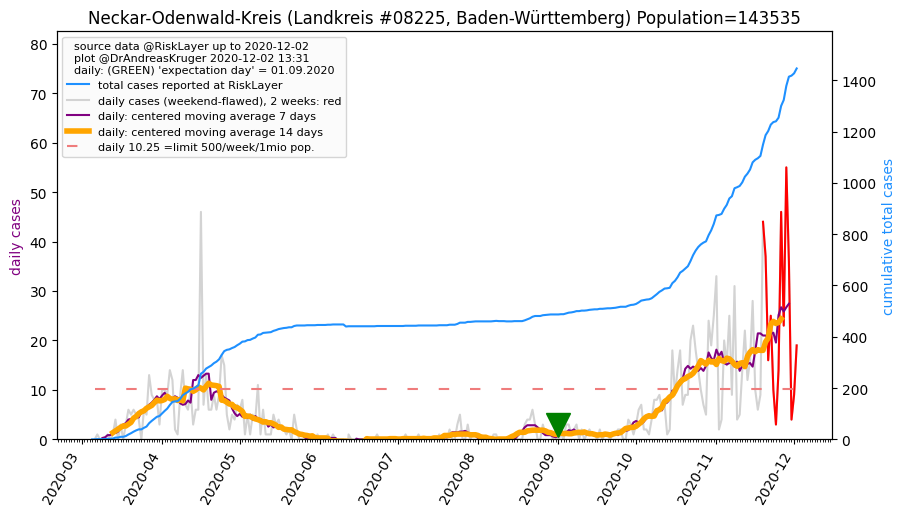 Neckar-Odenwald-Kreis (Landkreis #08225, Baden-Württemberg) Population=143535
source data @RiskLayer up to 2020-12-02
plot @DrAndreasKruger 2020-12-02 13:31
daily: (GREEN) 'expectation day' = 01.09.2020
total cases reported at RiskLayer
daily cases (weekend-flawed), 2 weeks: red
daily: centered moving average 7 days
daily: centered moving average 14 days
daily 10.25 =limit 500/week/1mio pop.
daily cases
80
70
60
50
40
30
20
10
0
cumulative total cases
1400
1200
1000
800
600
400
200
0
2020-03
2020-04
2020-05
2020-06
2020-07
2020-08
2020-09
2020-10
2020-11
2020-12